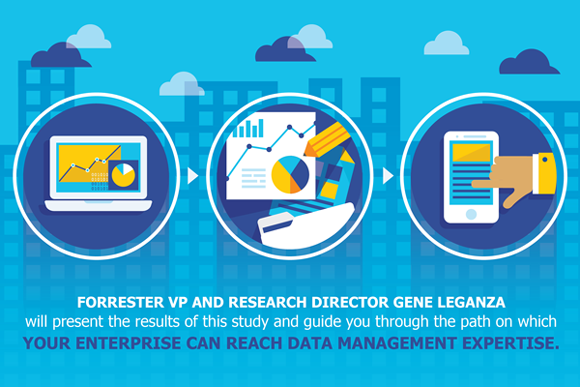 FORRESTER VP AND RESEARCH DIRECTOR GENE LEGANZA
will present the results of this study and guide you through the path on which
YOUR ENTERPRISE CAN REACH DATA MANAGEMENT EXPERTISE.